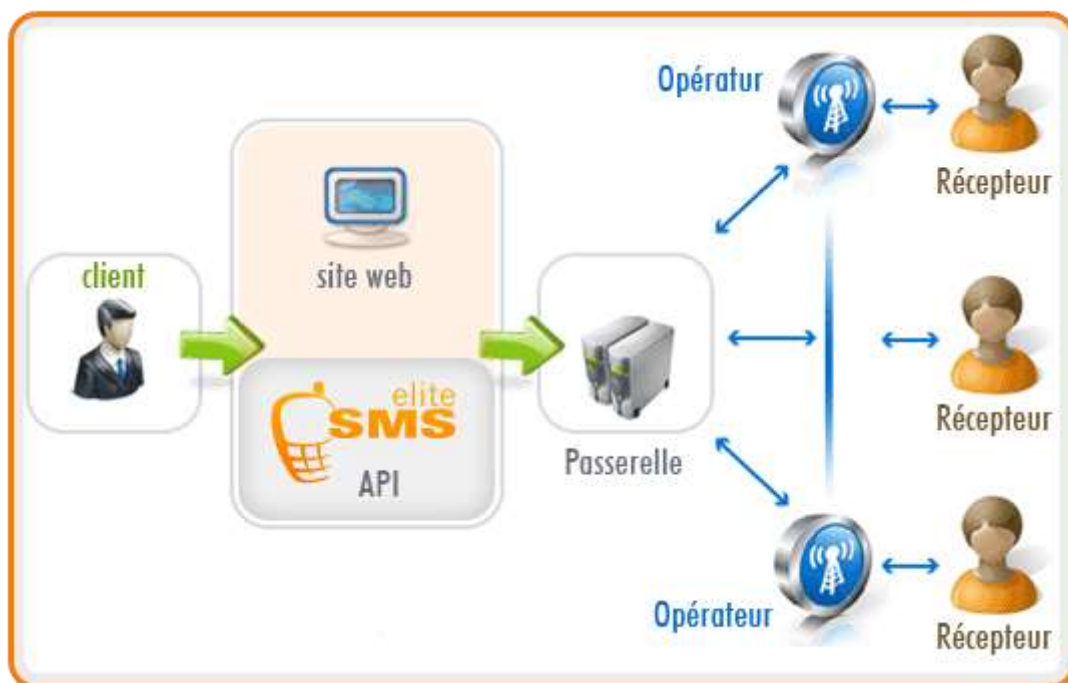 Opératur
Récepteur
client
site web
elite
SMS
API
Passerelle
Récepteur
Opérateur
Récepteur